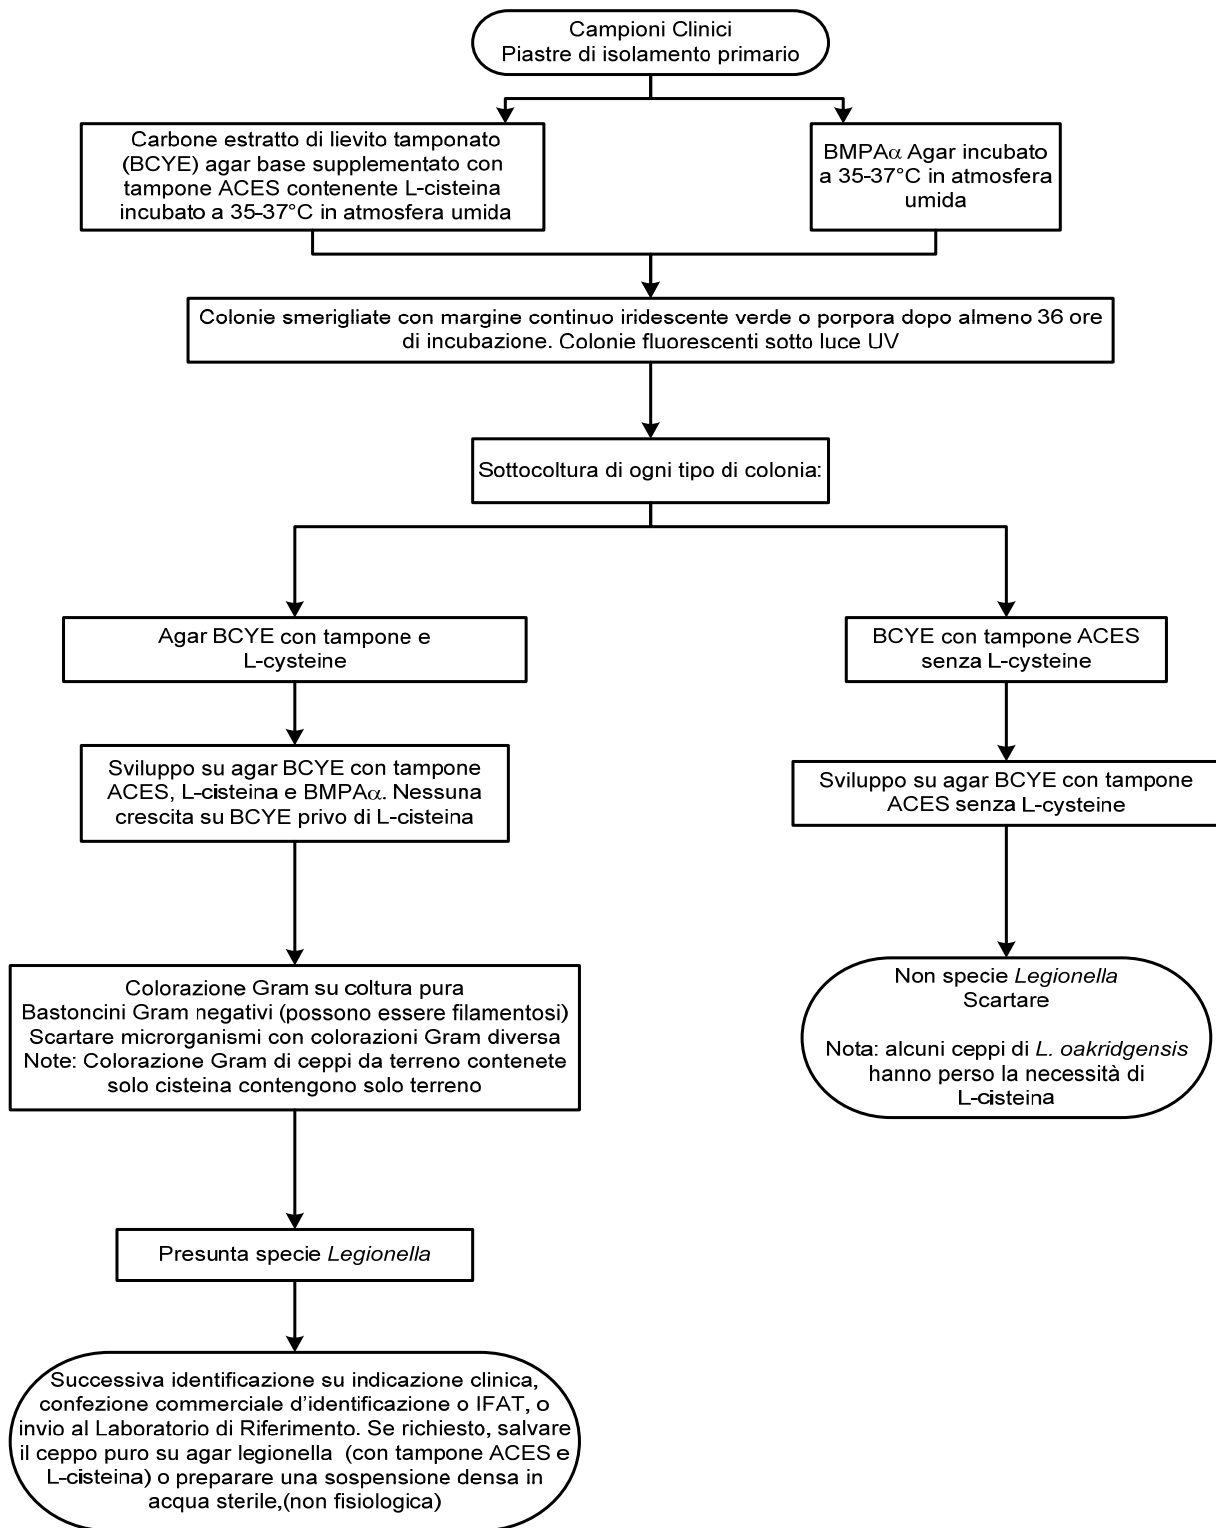 Campioni Clinici
Piastre di isolamento primario
Carbone estratto di lievito tamponato
(BCYE) agar base supplementato con
tampone ACES contenente L-cisteina
incubato a 35-37°C in atmosfera umida
BMPAα Agar incubato
a 35-37°C in atmosfera
umida
Colonie smerigliate con margine continuo iridescente verde o porpora dopo almeno 36 ore
di incubazione. Colonie fluorescenti sotto luce UV
Sottocoltura di ogni tipo di colonia:
Agar BCYE con tampone e
L-cysteine
BCYE con tampone ACES
senza L-cysteine
Sviluppo su agar BCYE con tampone
ACES, L-cisteina e BMPAα. Nessuna
crescita su BCYE privo di L-cisteina
Sviluppo su agar BCYE con tampone
ACES senza L-cysteine
Colorazione Gram su coltura pura
Bastoncini Gram negativi (possono essere filamentosi)
Scartare microrganismi con colorazioni Gram diversa
Note: Colorazione Gram di ceppi da terreno contenete
solo cisteina contengono solo terreno
Non specie Legionella
Scartare
Nota: alcuni ceppi di L. oakridgensis
hanno perso la necessità di
L-cisteina
Presunta specie Legionella
Successiva identificazione su indicazione clinica,
confezione commerciale d'identificazione o IFAT, o
invio al Laboratorio di Riferimento. Se richiesto, salvare
il ceppo puro su agar legionella (con tampone ACES e
L-cisteina) o preparare una sospensione densa in
acqua sterile,(non fisiologica)